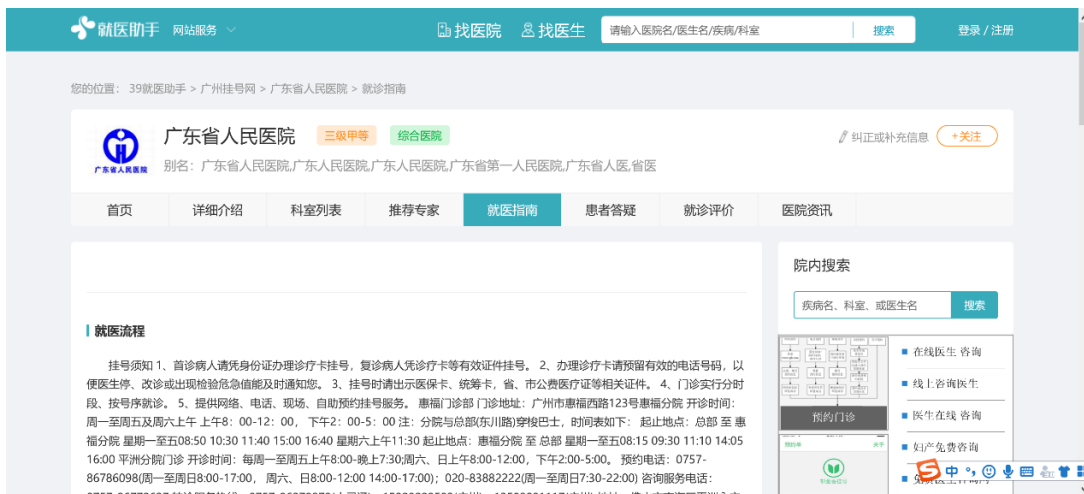 就医助手 网站服务 找医院 找医生 请输入医院名/医生名/疾病/科室 搜索 登录 / 注册
您的位置： 39就医助手 > 广州挂号网 > 广东省人民医院 > 就诊指南
广东省人民医院 三级甲等 综合医院 纠正或补充信息 +关注
广东省人民医院
别名：广东省人民医院,广东人民医院,广东人民医院,广东省第一人民医院,广东省人医,省医
首页 详细介绍 科室列表 推荐专家 就医指南 患者答疑 就诊评价 医院资讯
院内搜索
疾病名、科室、或医生名 搜索
就医流程
挂号须知 1、首诊病人请凭身份证办理诊疗卡挂号，复诊病人凭诊疗卡等有效证件挂号。 2、办理诊疗卡请预留有效的电话号码，以
便医生停、改诊或出现检验危急值能及时通知您。 3、挂号时请出示医保卡、统筹卡，省、市公费医疗证等相关证件。 4、门诊实行分时
段、按号序就诊。 5、提供网络、电话、现场、自助预约挂号服务。 惠福门诊部 门诊地址：广州市惠福西路123号惠福分院 开诊时间：
周一至周五及周六上午 上午8：00-12：00， 下午2：00-5：00 注：分院与总部(东川路)穿梭巴士，时间表如下： 起止地点：总部 至 惠
福分院 星期一至五08:50 10:30 11:40 15:00 16:40 星期六上午11:30 起止地点：惠福分院 至 总部 星期一至五08:15 09:30 11:10 14:05
16:00 平洲分院门诊 开诊时间：每周一至周五上午8:00-晚上7:30;周六、日上午8:00-12:00，下午2:00-5:00。 预约电话：0757-
86786098(周一至周日8:00-17:00， 周六、日8:00-12:00 14:00-17:00)；020-83882222(周一至周日7:30-22:00) 咨询服务电话：
预约门诊
在线医生 咨询
线上咨询医生
医生在线 咨询
妇产免费咨询
中